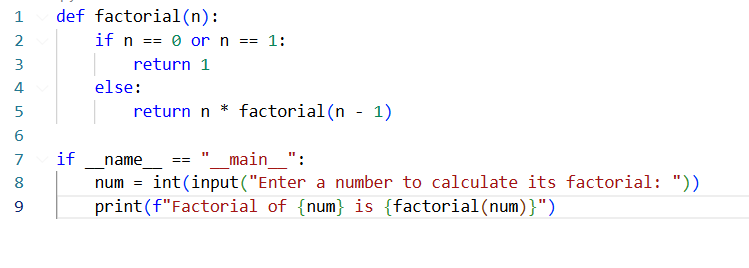 1 def factorial(n):
2     if n == 0 or n == 1:
3         return 1
4     else:
5         return n * factorial(n - 1)
6
7 if __name__ == "__main__":
8     num = int(input("Enter a number to calculate its factorial: "))
9     print(f"Factorial of {num} is {factorial(num)}")